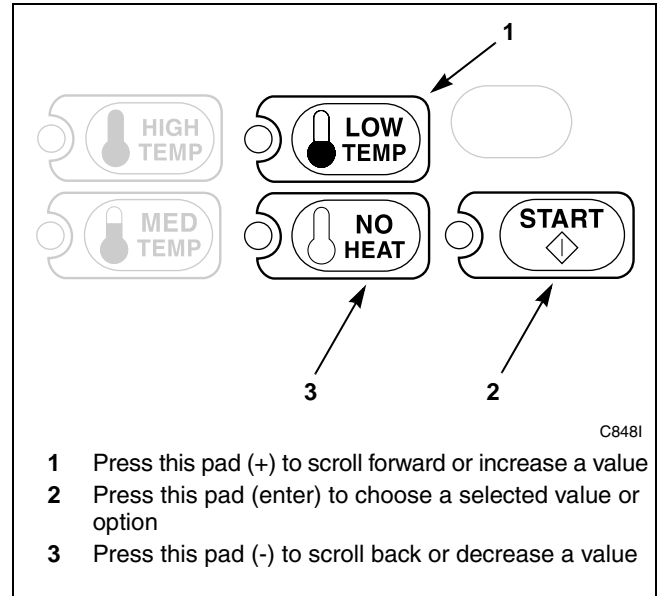 1
HIGH
TEMP
LOW
TEMP
MED
TEMP
NO
HEAT
START
3
2
C848I
1 Press this pad (+) to scroll forward or increase a value
2 Press this pad (enter) to choose a selected value or
option
3 Press this pad (-) to scroll back or decrease a value